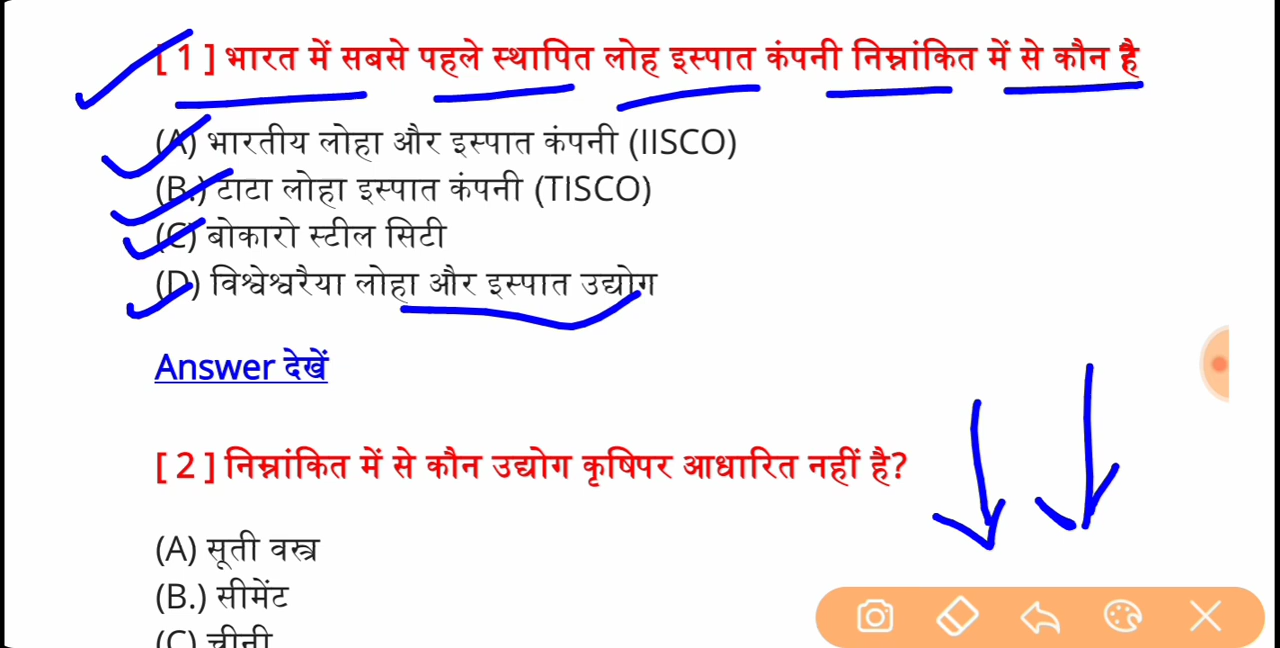 [ 1 ] भारत में सबसे पहले स्थापित लोह इस्पात कंपनी निम्नांकित में से कौन है
(A) भारतीय लोहा और इस्पात कंपनी (IISCO)
(B.) टाटा लोहा इस्पात कंपनी (TISCO)
(C) बोकारो स्टील सिटी
(D) विश्वेश्वरैया लोहा और इस्पात उद्योग
Answer देखें
[ 2 ] निम्नांकित में से कौन उद्योग कृषिपर आधारित नहीं है?
(A) सूती वस्त्र
(B.) सीमेंट
(C) चीनी